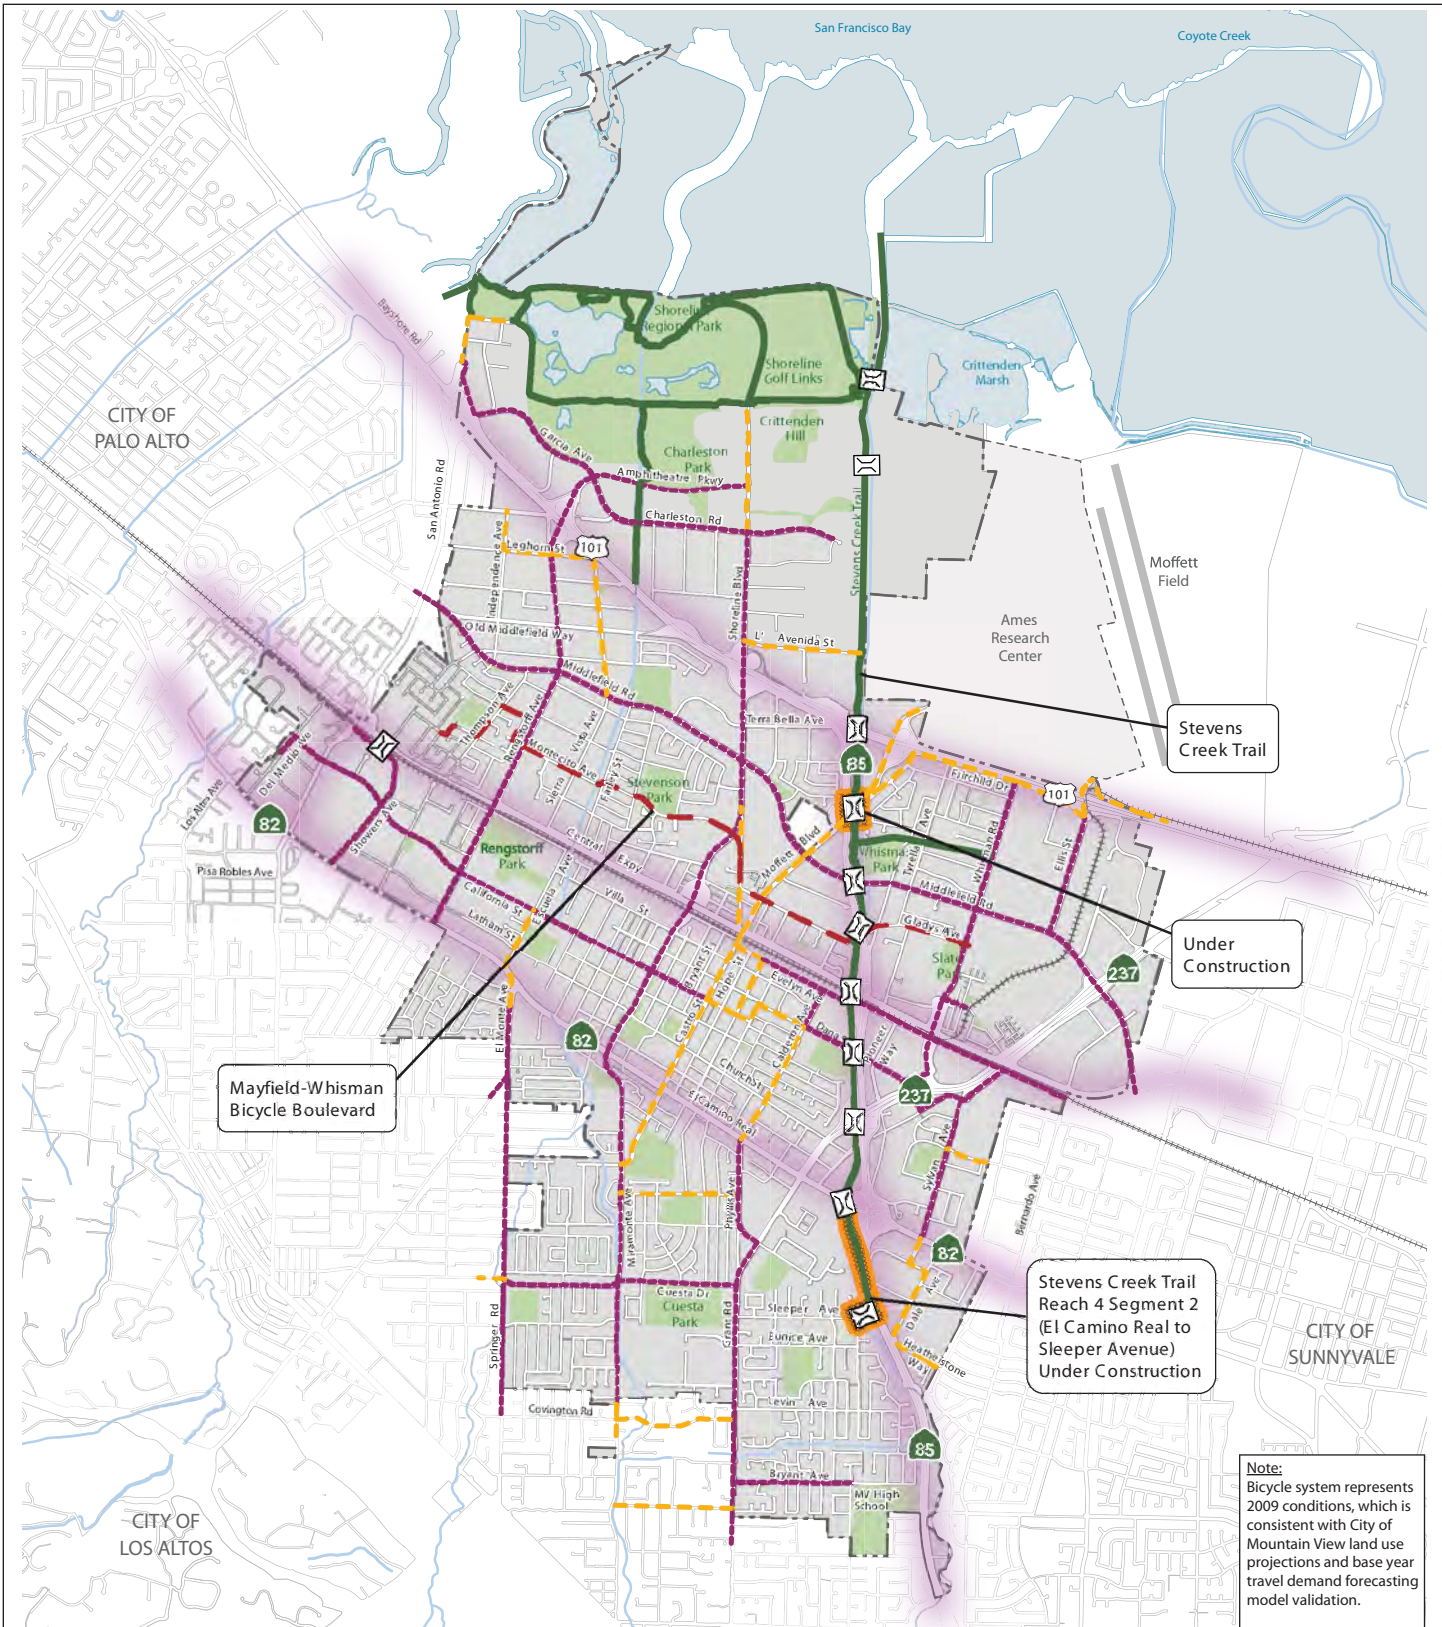 San Francisco Bay
Coyote Creek
Bayshore Rd
Shoreline
Regional Park
Shoreline
Golf Links
Crittenden
Marsh
CITY OF
PALO ALTO
Crittenden
Hill
Garcia Ave
Charleston
Park
Amphitheatre Pkwy
San Antonio Rd
Charleston Rd
Independence Ave
Leghorn St
101
Stevens Creek Trail
Moffett
Field
Shoreline Blvd
Ames
Research
Center
Old Middlefield Way
L' Avenida St
Middlefield Rd
Thompson Ave
Rengstorff Ave
Terra Bella Ave
Stevens
Creek Trail
Vista Ave
Montecito Ave
Sierra
Farley St
85
Del Medio Ave
Stevenson
Park
Fairchild Dr
101
Los Altos Ave
82
Showers Ave
Moffett Blvd
Tyrella Ave
Whisman Rd
Ellis St
Whisman
Park
Rengstorff
Park
Central Expy
Pisa Robles Ave
Escuela Ave
Middlefield Rd
California St
Villa St
Latham St
Gladys Ave
Under
Construction
Slater
Park
237
Bryant St
Hope St
Evelyn Ave
El Monte Ave
Castro St
Calderon Ave
Dana
Pioneer
Way
82
Church St
Mayfield-Whisman
Bicycle Boulevard
237
El Camino Real
Sylvan Ave
Bernardo Ave
Miramonte Ave
Phyllis Ave
82
Stevens Creek Trail
Reach 4 Segment 2
(El Camino Real to
Sleeper Avenue)
Under Construction
Cuesta Dr
Cuesta
Park
Sleeper Ave
Dale Ave
Springer Rd
Grant Rd
Eunice Ave
CITY OF
SUNNYVALE
Heatherstone
Way
Levin Ave
Covington Rd
85
Bryant Ave
MV High
School
CITY OF
LOS ALTOS
Note:
Bicycle system represents
2009 conditions, which is
consistent with City of
Mountain View land use
projections and base year
travel demand forecasting
model validation.